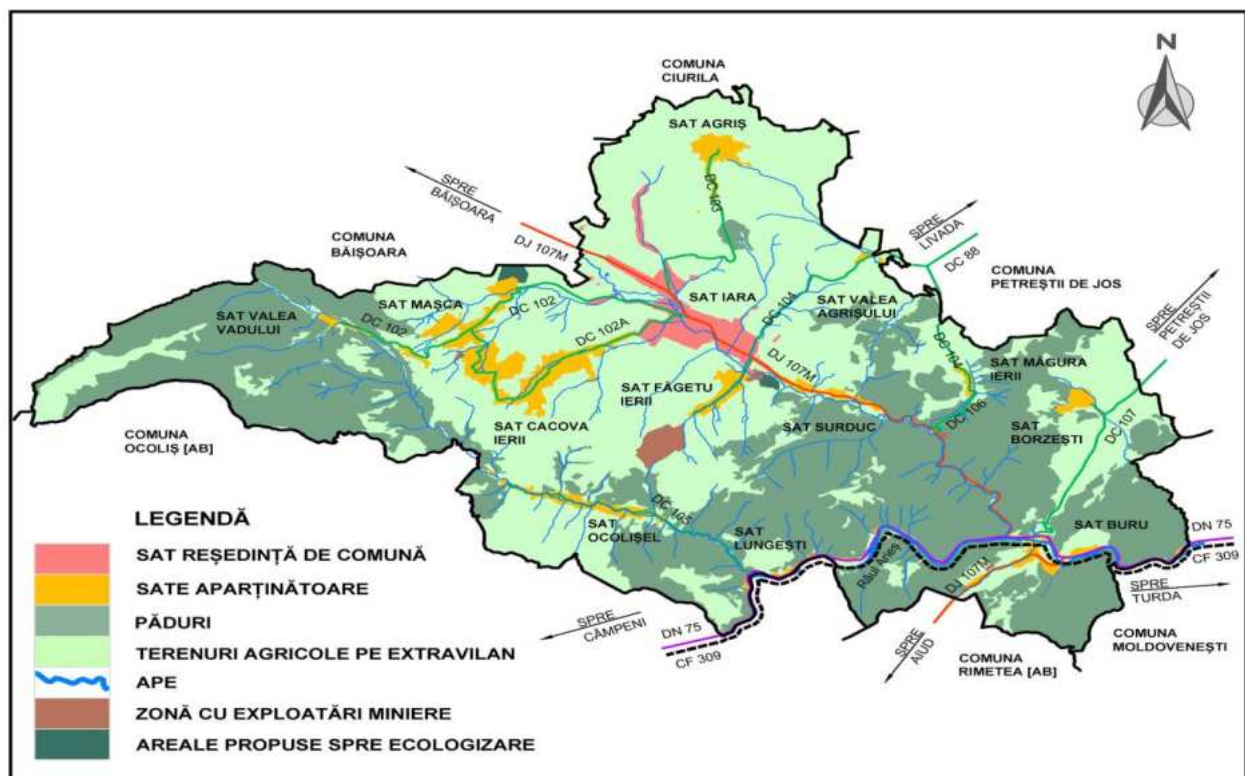 N
COMUNA
CIURILA
SAT AGRIȘ
SPRE
BĂIȘOARA
DC 103
SPRE
LIVADA
COMUNA
BĂIȘOARA
DJ 107M
DC 88
COMUNA
PETREȘTII DE JOS
SAT MAȘCA
DC 102
SAT IARA
DC 104
SAT VALEA
AGRIȘULUI
SPRE
PETREȘTII
DE JOS
SAT VALEA
VADULUI
DC 102
DC 102A
DJ 107M
DC 104
SAT MĂGURA
IERII
SAT FĂGETU
IERII
DC 106
DC 107
COMUNA
OCOLIȘ [AB]
SAT CACOVA
IERII
SAT SURDUC
SAT
BORZEȘTI
DC 105
SAT
OCOLIȘEL
SAT
LUNGEȘTI
Râul Arieș
SAT BURU
DN 75
CF 309
DJ 107M
SPRE
TURDA
SPRE
CÂMPENI
DN 75
CF 309
SPRE
AIUD
COMUNA
RIMETEA [AB]
COMUNA
MOLDOVENEȘTI
LEGENDĂ
SAT REȘEDINȚĂ DE COMUNĂ
SATE APARȚINĂTOARE
PĂDURI
TERENURI AGRICOLE PE EXTRAVILAN
APE
ZONĂ CU EXPLOATĂRI MINIERE
AREALE PROPUSE SPRE ECOLOGIZARE